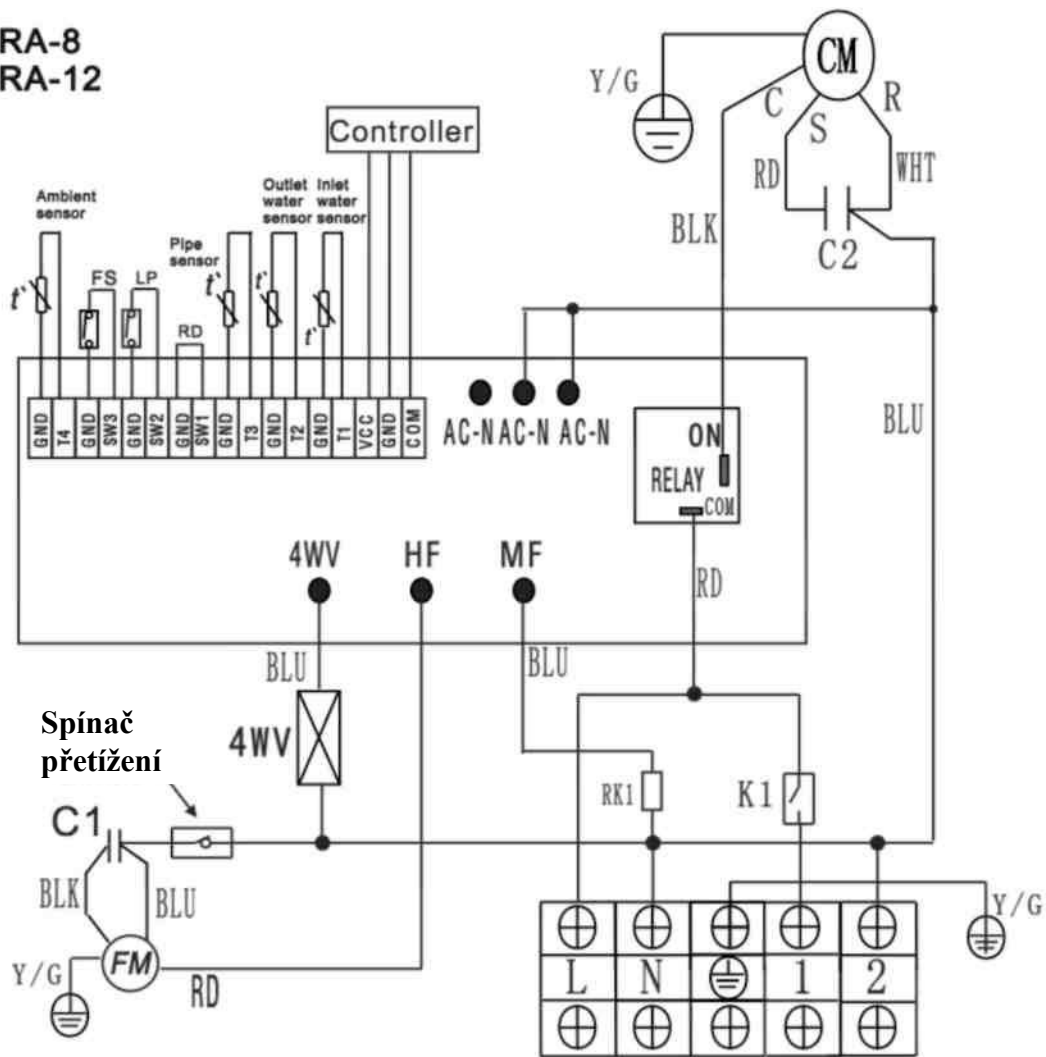 RA-8
RA-12
CM
Y/G
C
S
R
RD
WHT
BLK
C2
Controller
Ambient
sensor
Outlet
water
sensor
Inlet
water
sensor
Pipe
sensor
FS
LP
RD
t`
t`
t`
t`
GND
T4
GND
SW3
GND
SW2
GND
SW1
GND
T3
GND
T2
GND
T1
VCC
GND
COM
AC-N AC-N AC-N
ON
RELAY
COM
BLU
4WV
HF
MF
RD
BLU
BLU
Spínač
přetížení
4WV
RK1
K1
C1
BLK
BLU
Y/G
FM
RD
Y/G
L N 1 2